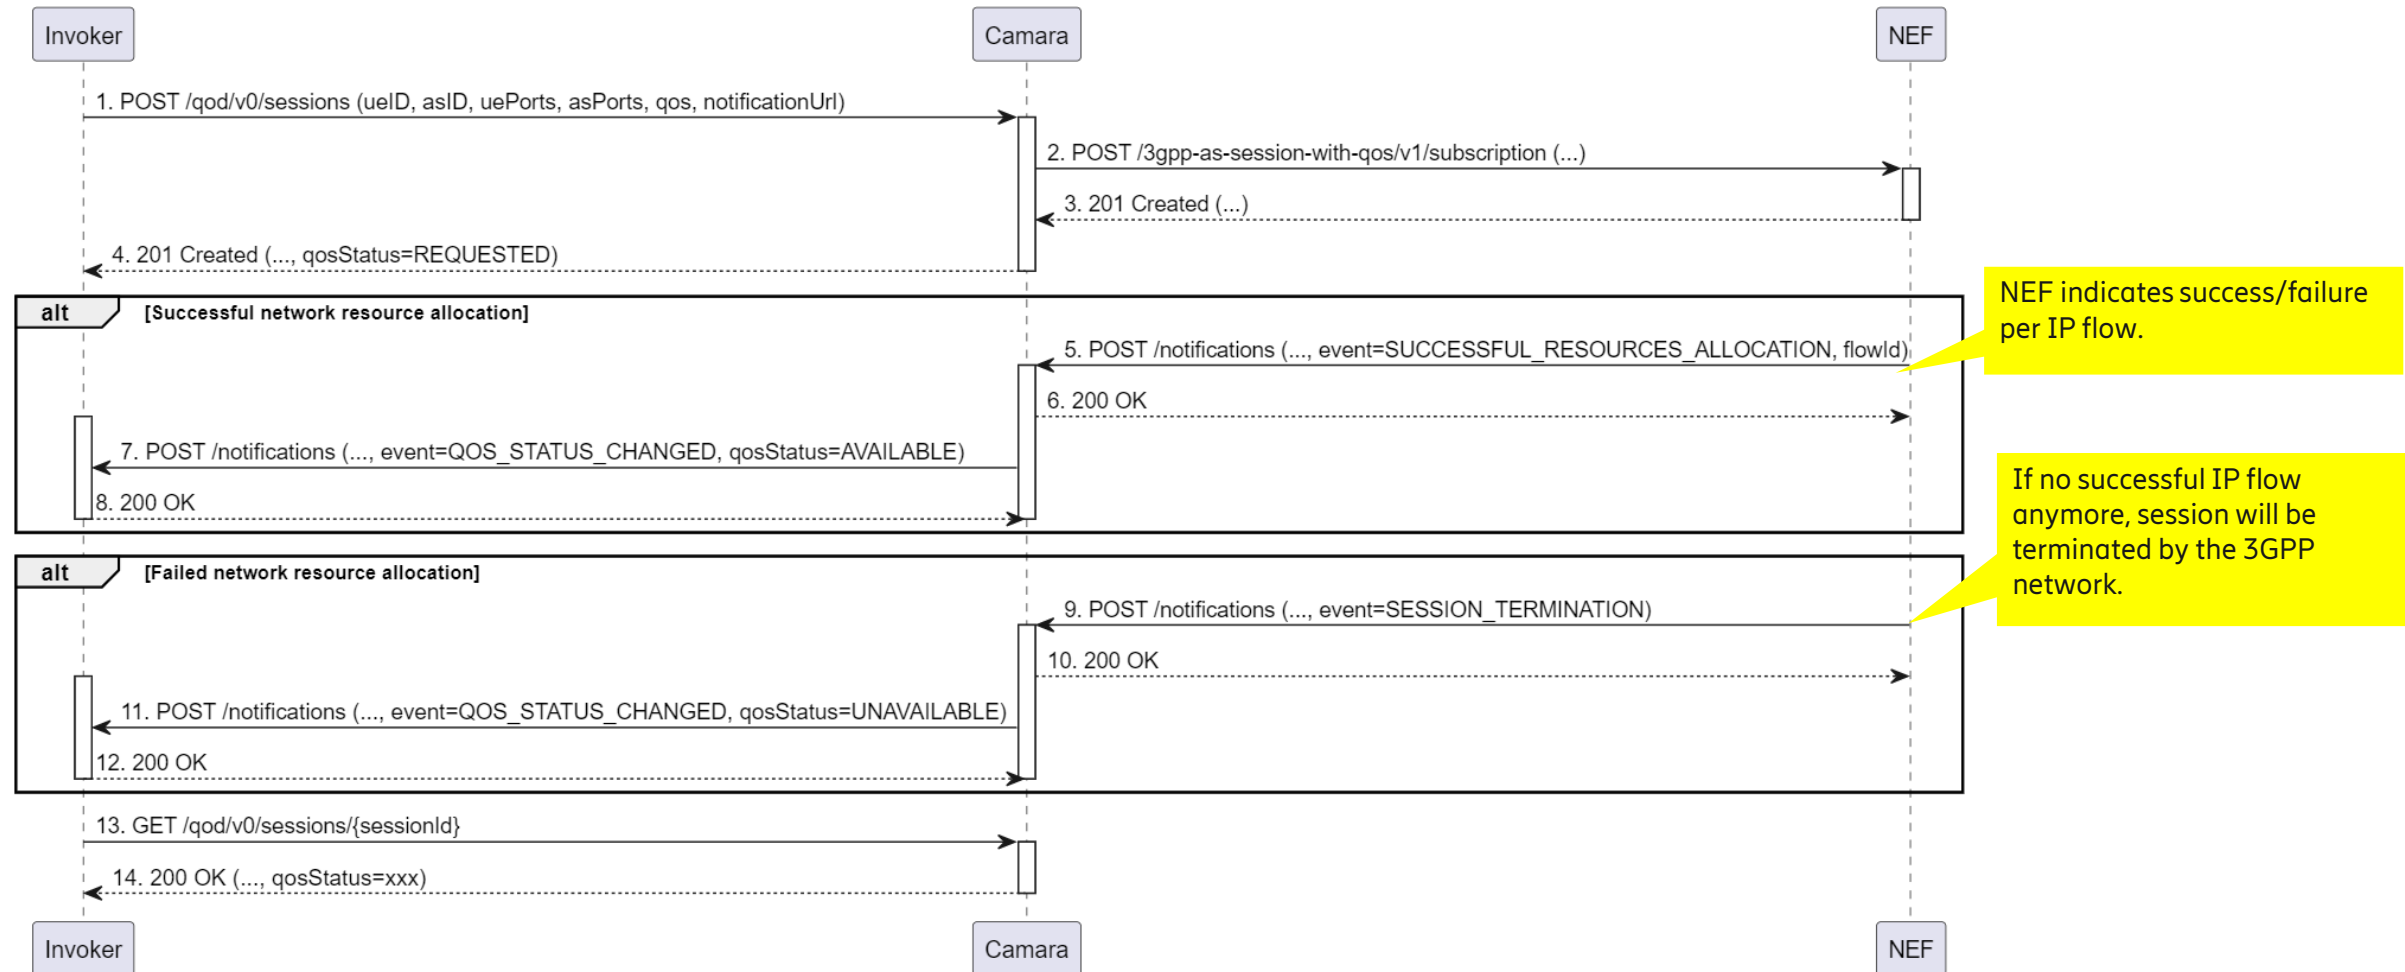 Invoker
Camara
NEF
1. POST /qod/v0/sessions (ueID, asID, uePorts, asPorts, qos, notificationUrl)
2. POST /3gpp-as-session-with-qos/v1/subscription (...)
3. 201 Created (...)
4. 201 Created (..., qosStatus=REQUESTED)
NEF indicates success/failure
per IP flow.
alt
[Successful network resource allocation]
5. POST /notifications (..., event=SUCCESSFUL_RESOURCES_ALLOCATION, flowId)
6. 200 OK
7. POST /notifications (..., event=QOS_STATUS_CHANGED, qosStatus=AVAILABLE)
8. 200 OK
If no successful IP flow
anymore, session will be
terminated by the 3GPP
network.
alt
[Failed network resource allocation]
9. POST /notifications (..., event=SESSION_TERMINATION)
10. 200 OK
11. POST /notifications (..., event=QOS_STATUS_CHANGED, qosStatus=UNAVAILABLE)
12. 200 OK
13. GET /qod/v0/sessions/{sessionId}
14. 200 OK (..., qosStatus=xxx)
Invoker
Camara
NEF